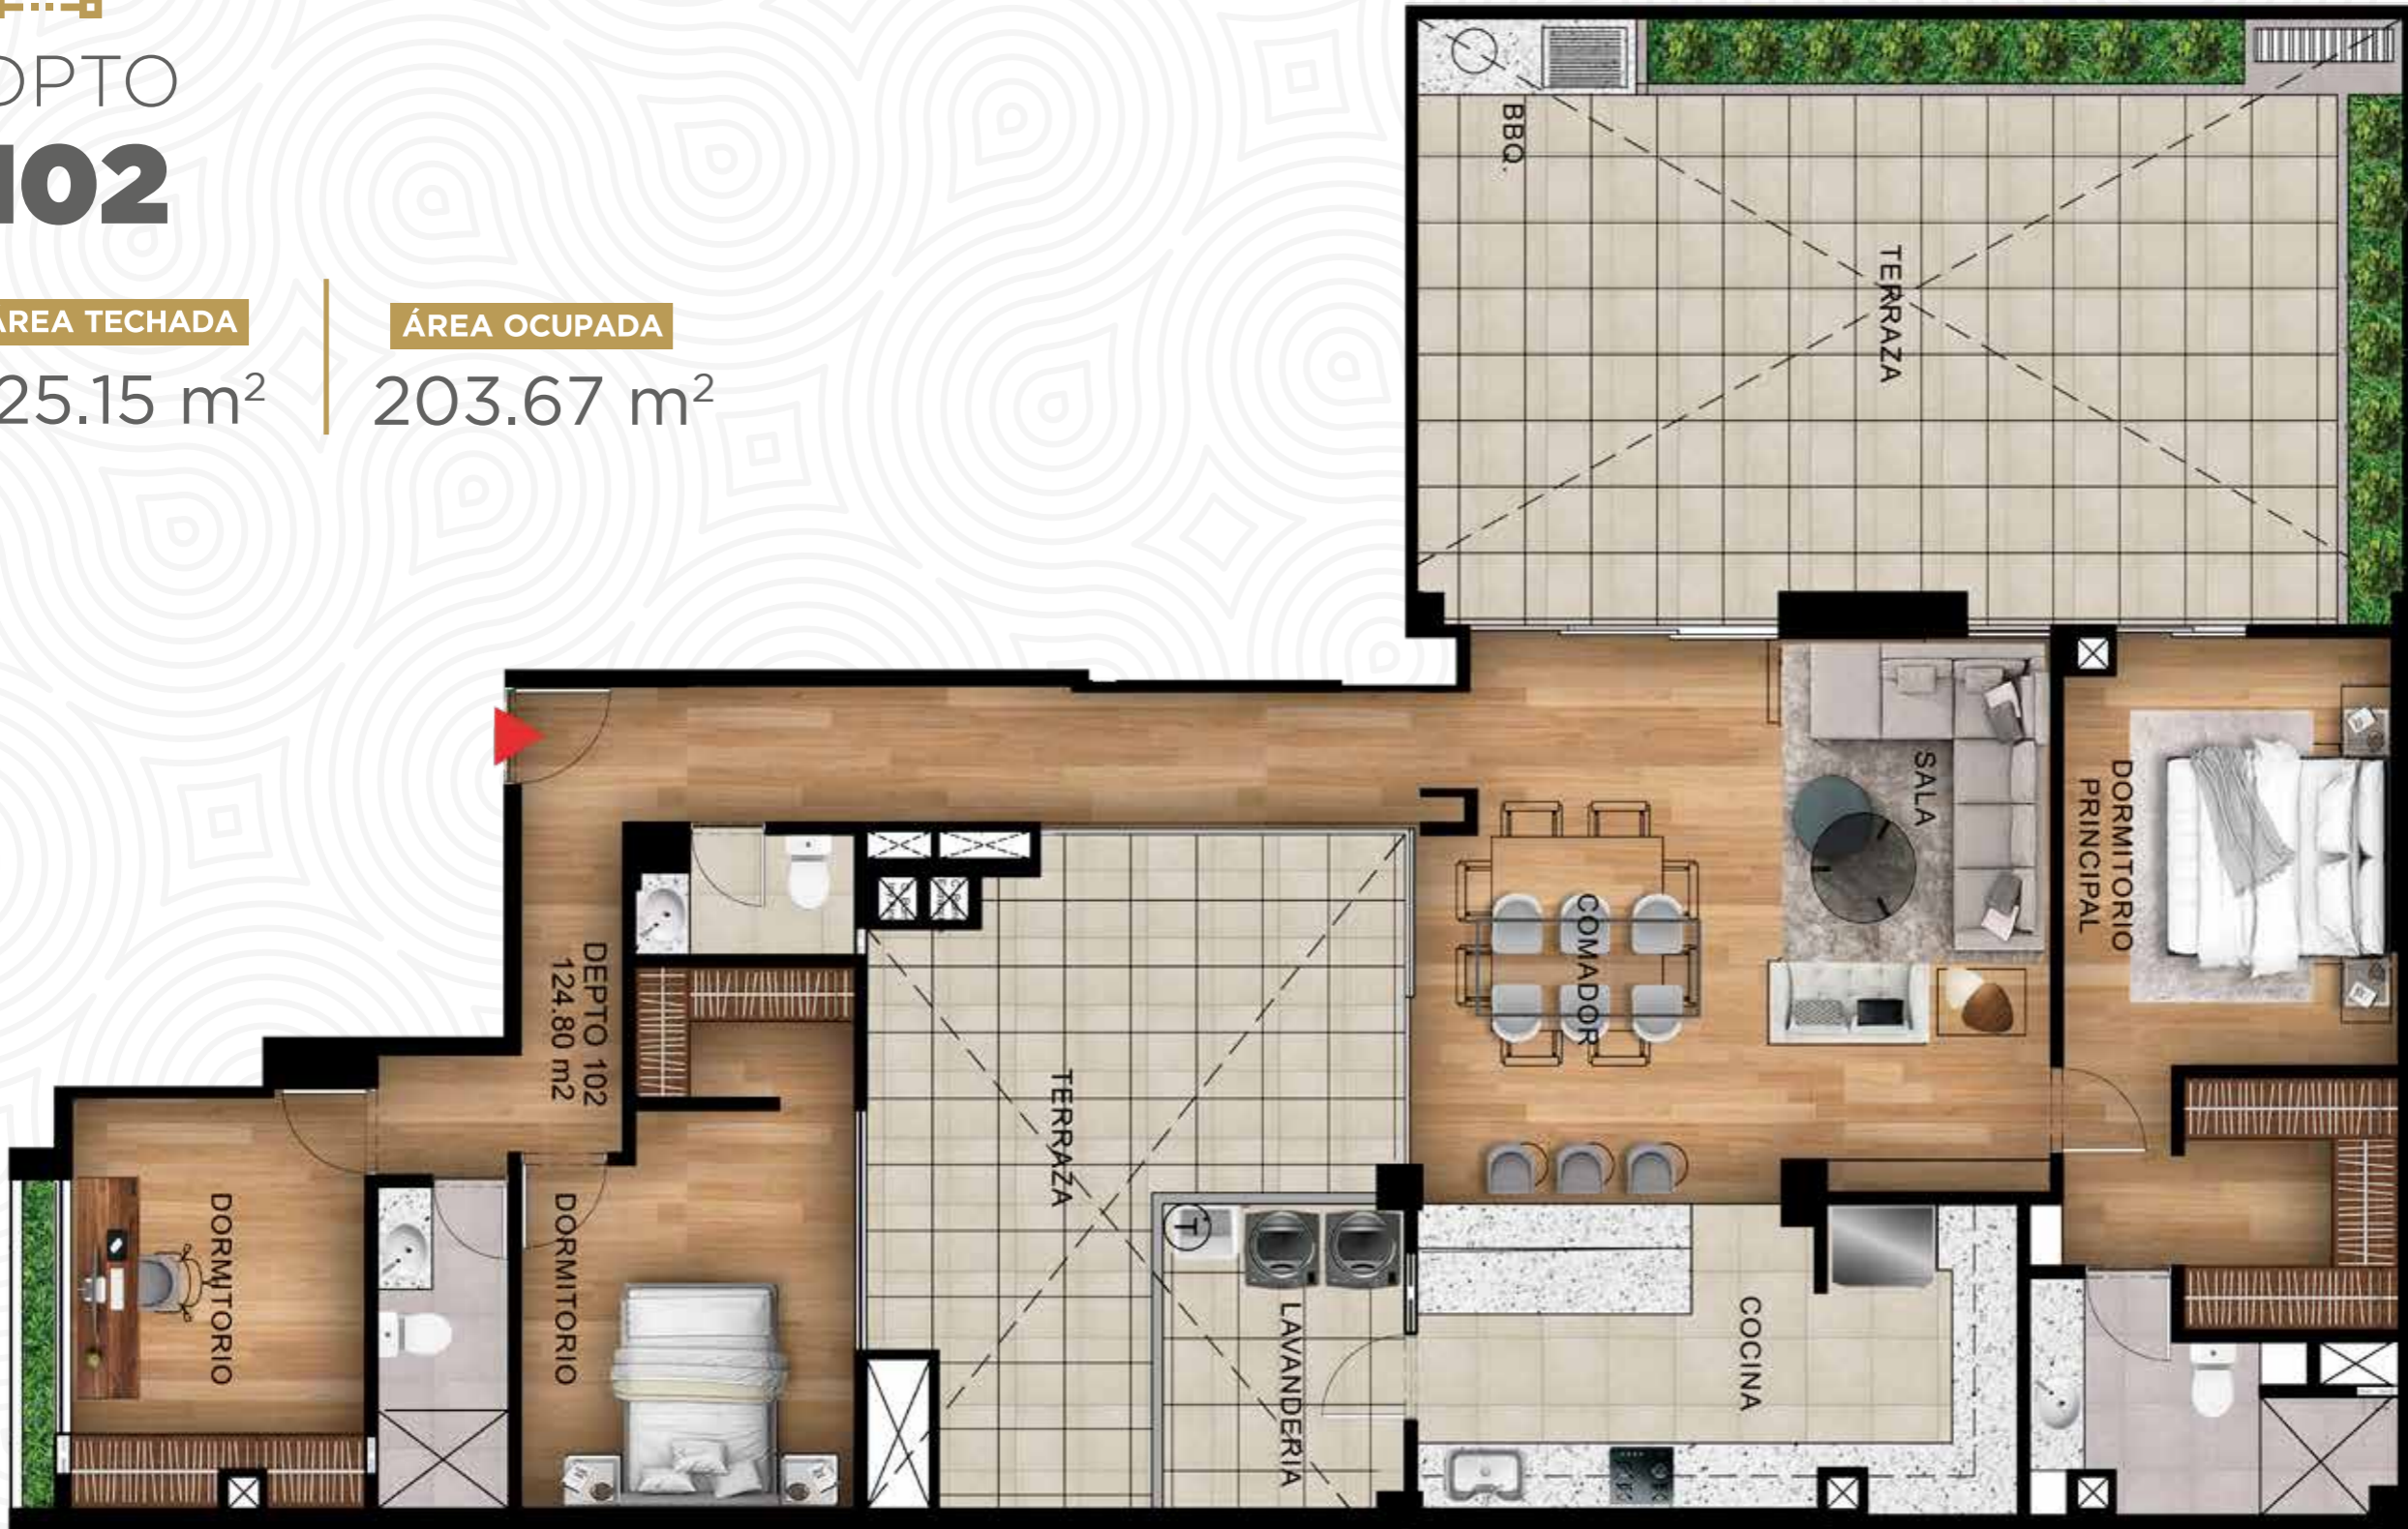 DPTO
102
ÁREA TECHADA
25.15 m²
ÁREA OCUPADA
203.67 m²
BBQ.
TERRAZA
SALA
DORMITORIO
PRINCIPAL
COMADOR
DEPTO 102
124.80 m2
TERRAZA
DORMITORIO
DORMITORIO
T
LAVANDERIA
COCINA